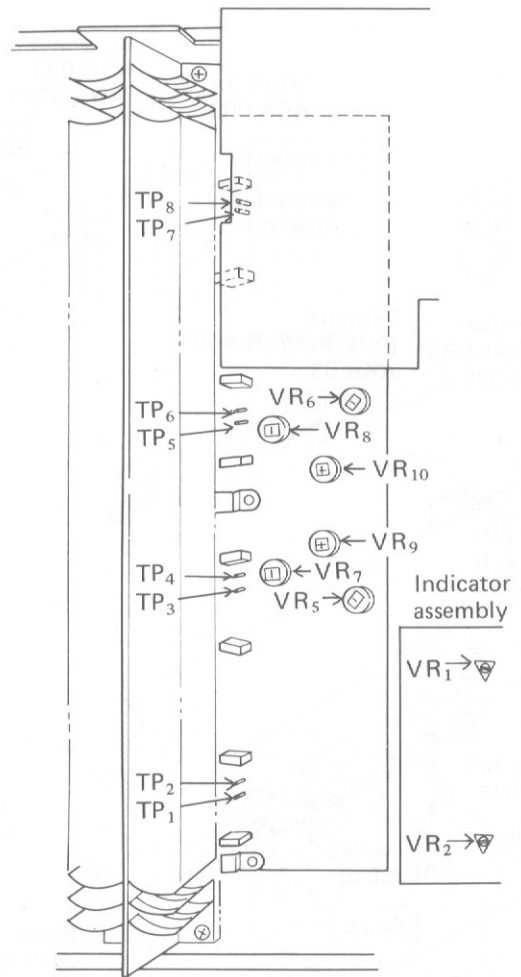 TP₈
TP₇
TP₆
TP₅
VR₆
VR₈
VR₁₀
VR₉
TP₄
TP₃
VR₇
VR₅
Indicator
assembly
VR₁
TP₂
TP₁
VR₂